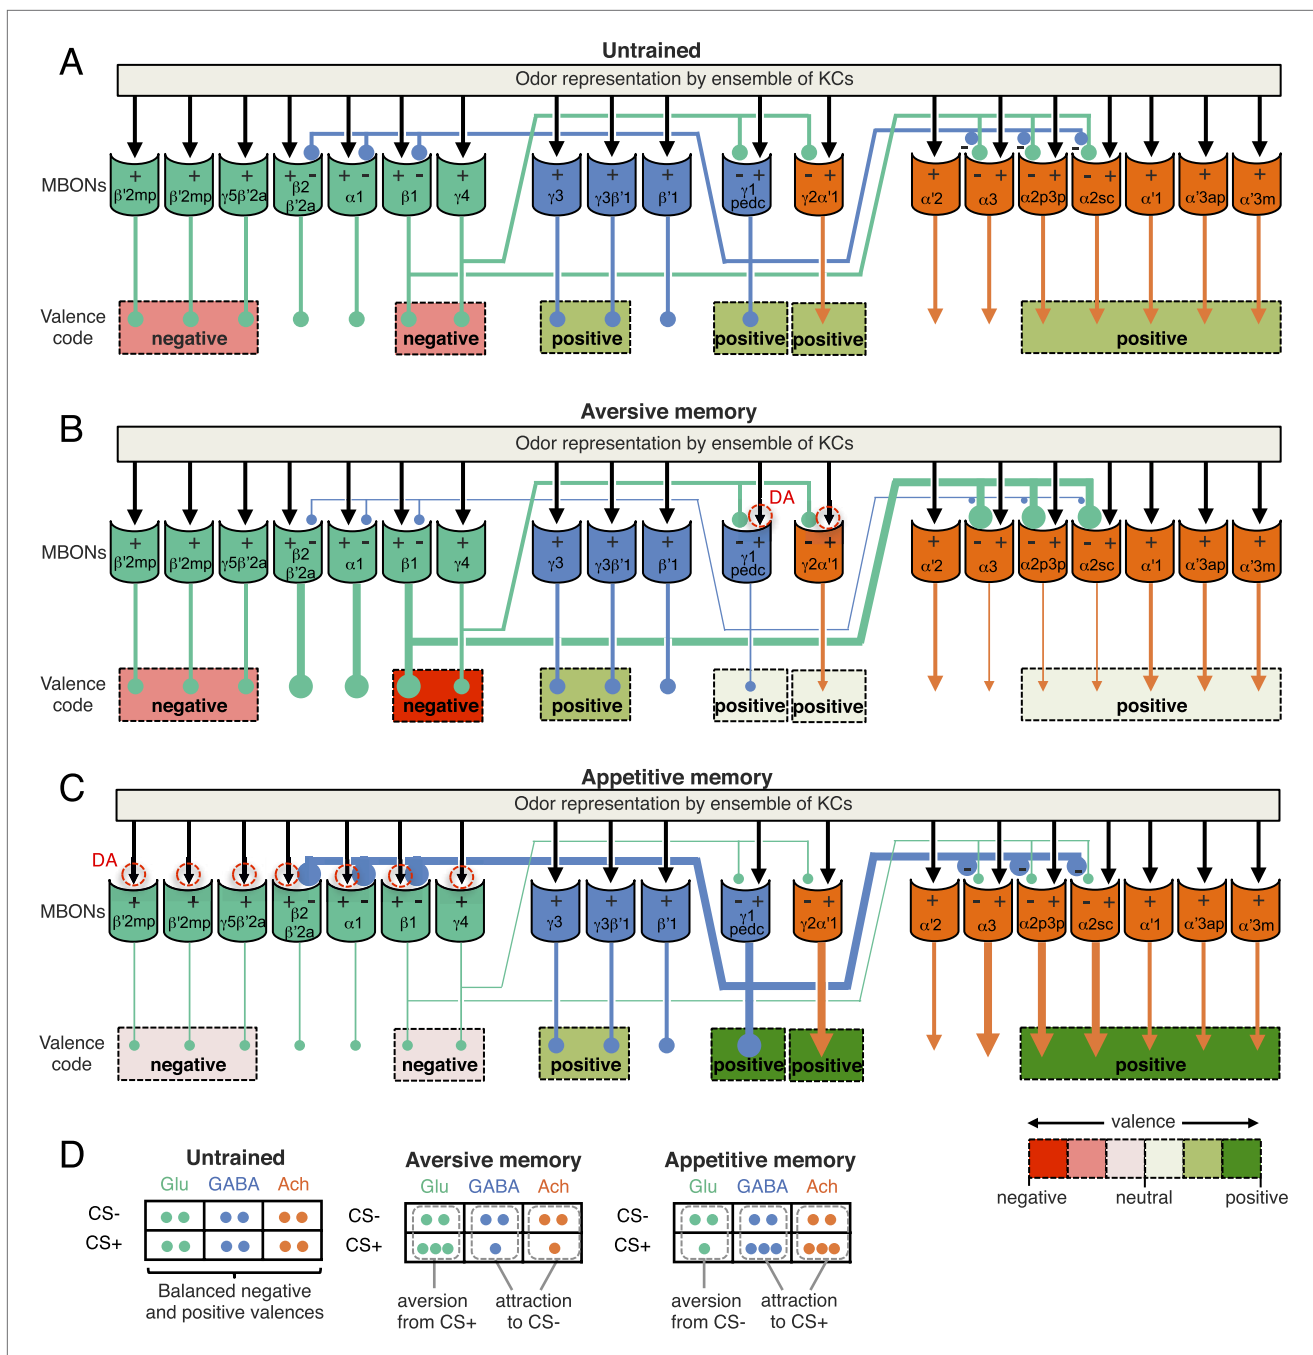 A
Untrained
Odor representation by ensemble of KCs
MBONs
+ + + + - + - + - + + + + - + - + + - + - + - + + + +
β'2mp β'2mp γ5β'2a β2 β'2a α1 β1 γ4 γ3 γ3β'1 β'1 γ1 pedc γ2α'1 α'2 α3 α2p3p α2sc α'1 α'3ap α'3m
- - -
Valence code
negative negative positive positive positive positive
B
Aversive memory
Odor representation by ensemble of KCs
DA
MBONs
+ + + + - + - + - + + + + - + - + + - + - + - + + + +
β'2mp β'2mp γ5β'2a β2 β'2a α1 β1 γ4 γ3 γ3β'1 β'1 γ1 pedc γ2α'1 α'2 α3 α2p3p α2sc α'1 α'3ap α'3m
Valence code
negative negative positive positive positive positive
C
Appetitive memory
Odor representation by ensemble of KCs
DA
- - -
MBONs
+ + + + - + - + - + + + + - + - + + - + - + - + + + +
β'2mp β'2mp γ5β'2a β2 β'2a α1 β1 γ4 γ3 γ3β'1 β'1 γ1 pedc γ2α'1 α'2 α3 α2p3p α2sc α'1 α'3ap α'3m
Valence code
negative negative positive positive positive positive
valence
negative neutral positive
D
Untrained
Glu GABA Ach
CS-
CS+
Balanced negative
and positive valences
Aversive memory
Glu GABA Ach
CS-
CS+
aversion
from CS+
attraction
to CS-
Appetitive memory
Glu GABA Ach
CS-
CS+
aversion
from CS-
attraction
to CS+